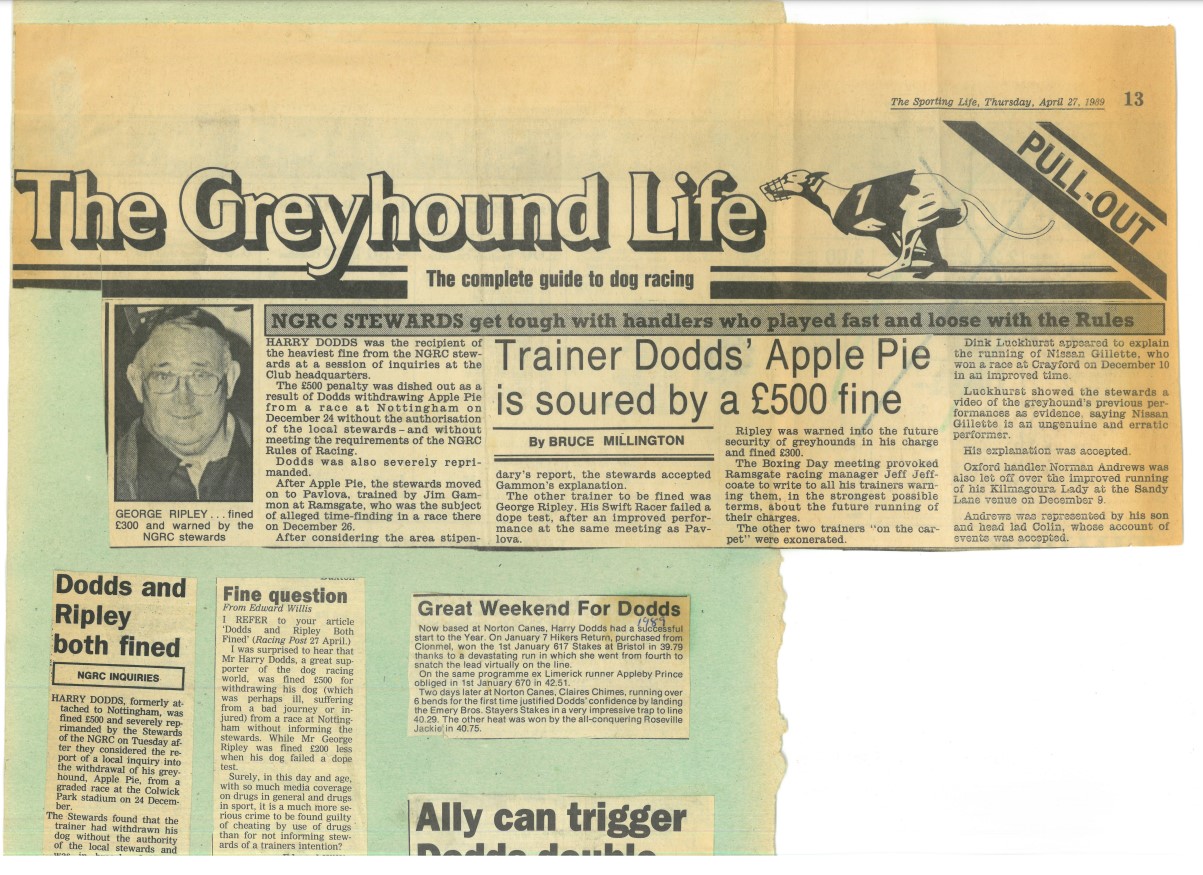 The Sporting Life, Thursday, April 27, 1989 13
The Greyhound Life
1
PULL-OUT
The complete guide to dog racing
NGRC STEWARDS get tough with handlers who played fast and loose with the Rules
GEORGE RIPLEY... fined
£300 and warned by the
NGRC stewards
HARRY DODDS was the recipient of
the heaviest fine from the NGRC stew-
ards at a session of inquiries at the
Club headquarters.
The £500 penalty was dished out as a
result of Dodds withdrawing Apple Pie
from a race at Nottingham on
December 24 without the authorisation
of the local stewards – and without
meeting the requirements of the NGRC
Rules of Racing.
Dodds was also severely repri-
manded.
After Apple Pie, the stewards moved
on to Pavlova, trained by Jim Gam-
mon at Ramsgate, who was the subject
of alleged time-finding in a race there
on December 26.
After considering the area stipen-
Trainer Dodds' Apple Pie
is soured by a £500 fine
By BRUCE MILLINGTON
dary's report, the stewards accepted
Gammon's explanation.
The other trainer to be fined was
George Ripley. His Swift Racer failed a
dope test, after an improved perfor-
mance at the same meeting as Pav-
lova.
Ripley was warned into the future
security of greyhounds in his charge
and fined £300.
The Boxing Day meeting provoked
Ramsgate racing manager Jeff Jeff-
coate to write to all his trainers warn-
ing them, in the strongest possible
terms, about the future running of
their charges.
The other two trainers "on the car-
pet" were exonerated.
Dink Luckhurst appeared to explain
the running of Nissan Gillette, who
won a race at Crayford on December 10
in an improved time.
Luckhurst showed the stewards a
video of the greyhound's previous per-
formances as evidence, saying Nissan
Gillette is an ungenuine and erratic
performer.
His explanation was accepted.
Oxford handler Norman Andrews was
also let off over the improved running
of his Kilmagoura Lady at the Sandy
Lane venue on December 9.
Andrews was represented by his son
and head lad Colin, whose account of
events was accepted.
Dodds and
Ripley
both fined
NGRC INQUIRIES
HARRY DODDS, formerly at-
tached to Nottingham, was
fined £500 and severely rep-
rimanded by the Stewards
of the NGRC on Tuesday af-
ter they considered the re-
port of a local inquiry into
the withdrawal of his grey-
hound, Apple Pie, from a
graded race at the Colwick
Park stadium on 24 Decem-
ber.
The Stewards found that the
trainer had withdrawn his
dog without the authority
of the local stewards and
Fine question
From Edward Willis
I REFER to your article
'Dodds and Ripley Both
Fined' (Racing Post 27 April.)
I was surprised to hear that
Mr Harry Dodds, a great sup-
porter of the dog racing
world, was fined £500 for
withdrawing his dog (which
was perhaps ill, suffering
from a bad journey or in-
jured) from a race at Notting-
ham without informing the
stewards. While Mr George
Ripley was fined £200 less
when his dog failed a dope
test.
Surely, in this day and age,
with so much media coverage
on drugs in general and drugs
in sport, it is a much more se-
rious crime to be found guilty
of cheating by use of drugs
than for not informing stew-
ards of a trainers intention?
Great Weekend For Dodds
1989
Now based at Norton Canes, Harry Dodds had a successful
start to the Year. On January 7 Hikers Return, purchased from
Clonmel, won the 1st January 617 Stakes at Bristol in 39.79
thanks to a devastating run in which she went from fourth to
snatch the lead virtually on the line.
On the same programme ex Limerick runner Appleby Prince
obliged in 1st January 670 in 42.51.
Two days later at Norton Canes, Claires Chimes, running over
6 bends for the first time justified Dodds' confidence by landing
the Emery Bros. Stayers Stakes in a very impressive trap to line
40.29. The other heat was won by the all-conquering Roseville
Jackie in 40.75.
Ally can trigger
Dodds double